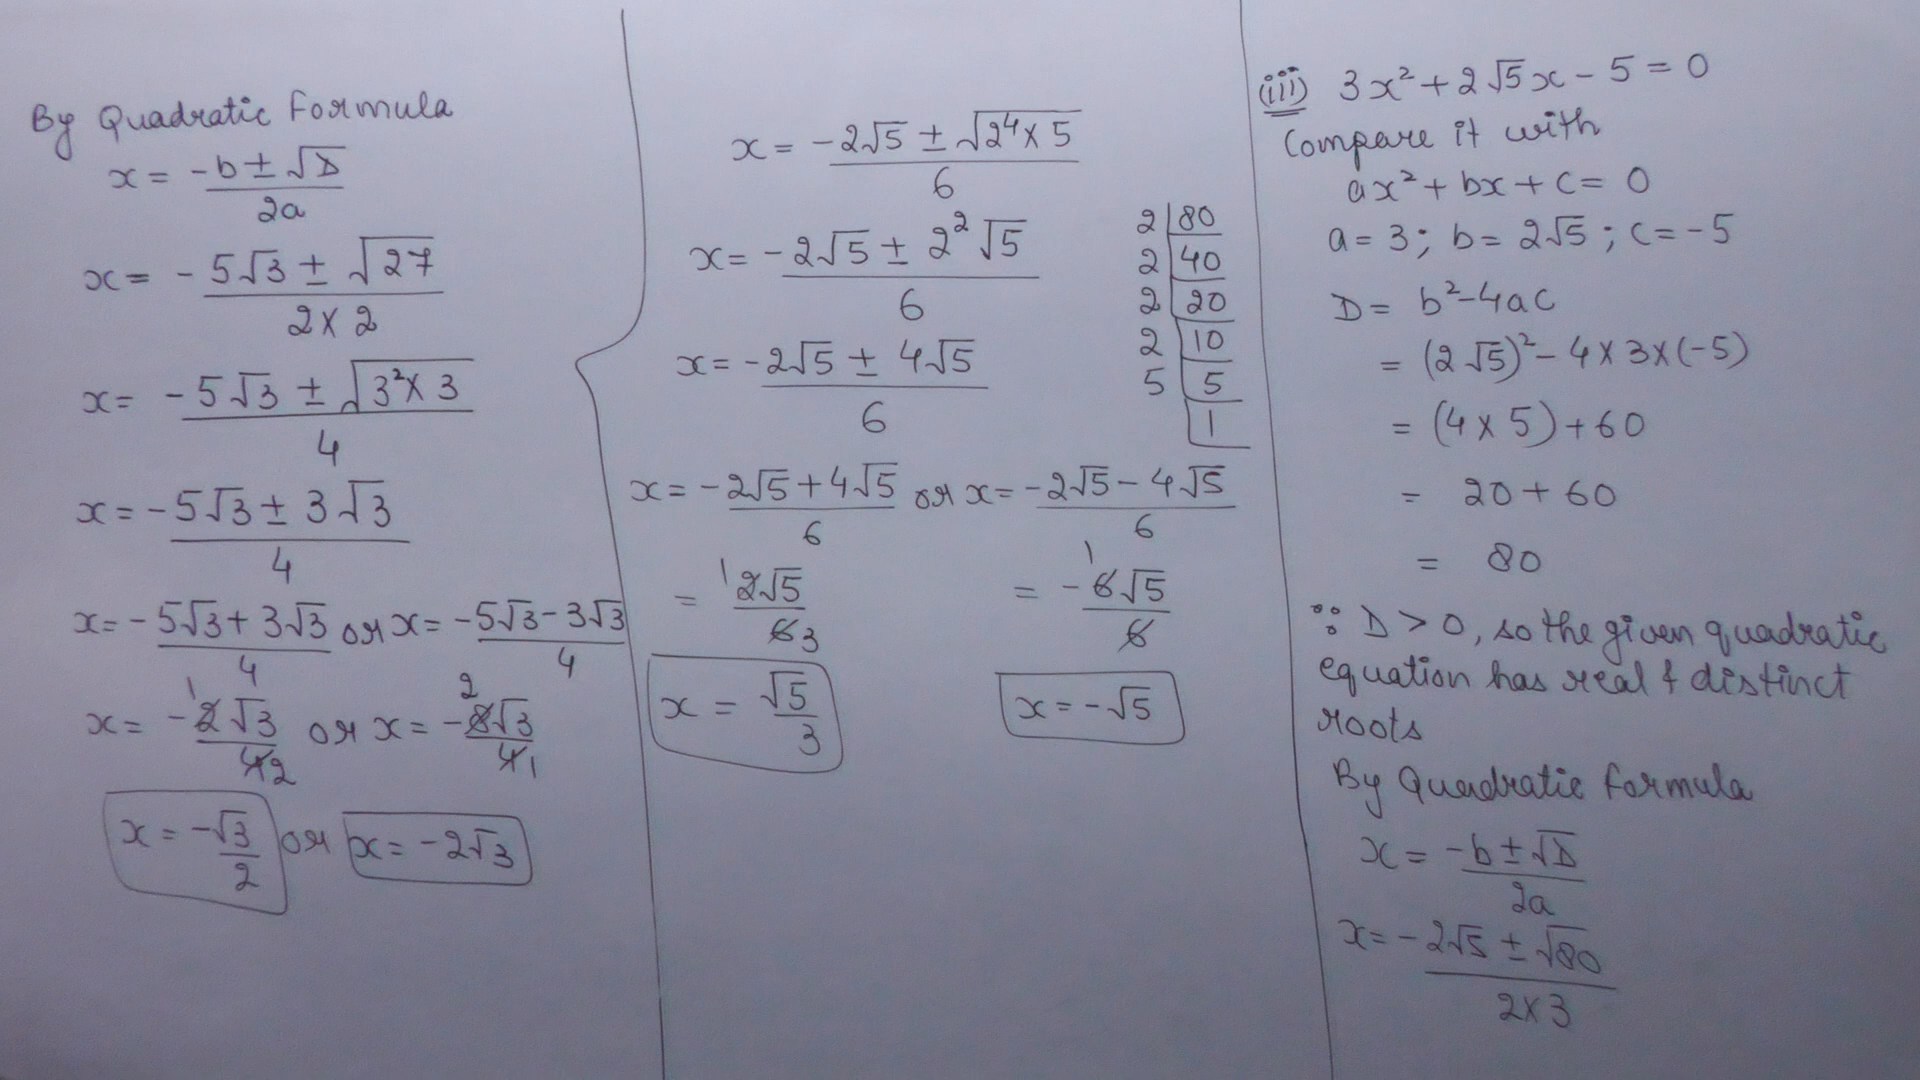 By Quadratic Formula
x = -b ± √D
2a
x = - 5√3 ± √27
2 x 2
x = - 5√3 ± √3² x 3
4
x = - 5√3 ± 3√3
4
x = - 5√3 + 3√3 or x = - 5√3 - 3√3
4 4
1 2
x = - 2√3 or x = - 8√3
4 2 4 1
x = - √3 or x = -2√3
2
x = - 2√5 ± √2⁴ x 5
6
x = - 2√5 ± 2² √5
6
x = - 2√5 ± 4√5
6
2 80
2 40
2 20
2 10
5 5
1
x = - 2√5 + 4√5 or x = - 2√5 - 4√5
6 6
1 1
= 2√5 = - 6√5
6 3 6
x = √5 x = -√5
3
(iii) 3x² + 2√5x - 5 = 0
Compare it with
ax² + bx + c = 0
a = 3; b = 2√5; c = -5
D = b² - 4ac
= (2√5)² - 4 x 3 x (-5)
= (4 x 5) + 60
= 20 + 60
= 80
∵ D > 0, so the given quadratic
equation has real & distinct
roots
By Quadratic formula
x = -b ± √D
2a
x = - 2√5 ± √80
2 x 3